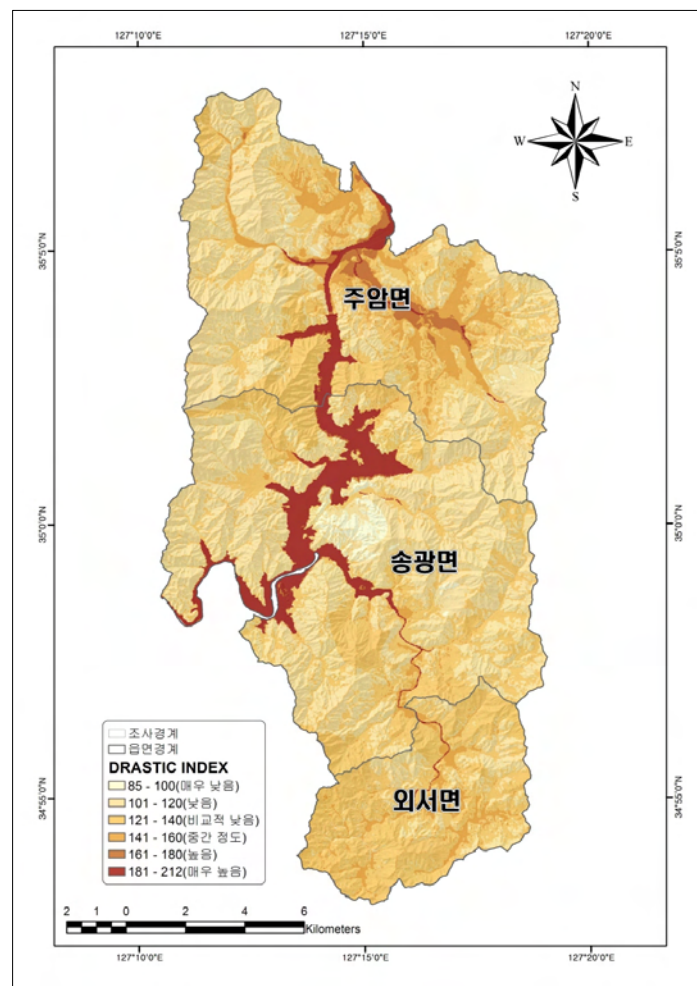 127°10'0"E 127°15'0"E 127°20'0"E
N
W E
S
35°5'0"N 35°5'0"N
주암면
35°0'0"N 35°0'0"N
송광면
조사경계
읍면경계
DRASTIC INDEX
85 - 100(매우 낮음)
101 - 120(낮음)
121 - 140(비교적 낮음)
141 - 160(중간 정도)
161 - 180(높음)
181 - 212(매우 높음)
34°55'0"N 34°55'0"N
외서면
2 1 0 2 4 6
Kilometers
127°10'0"E 127°15'0"E 127°20'0"E